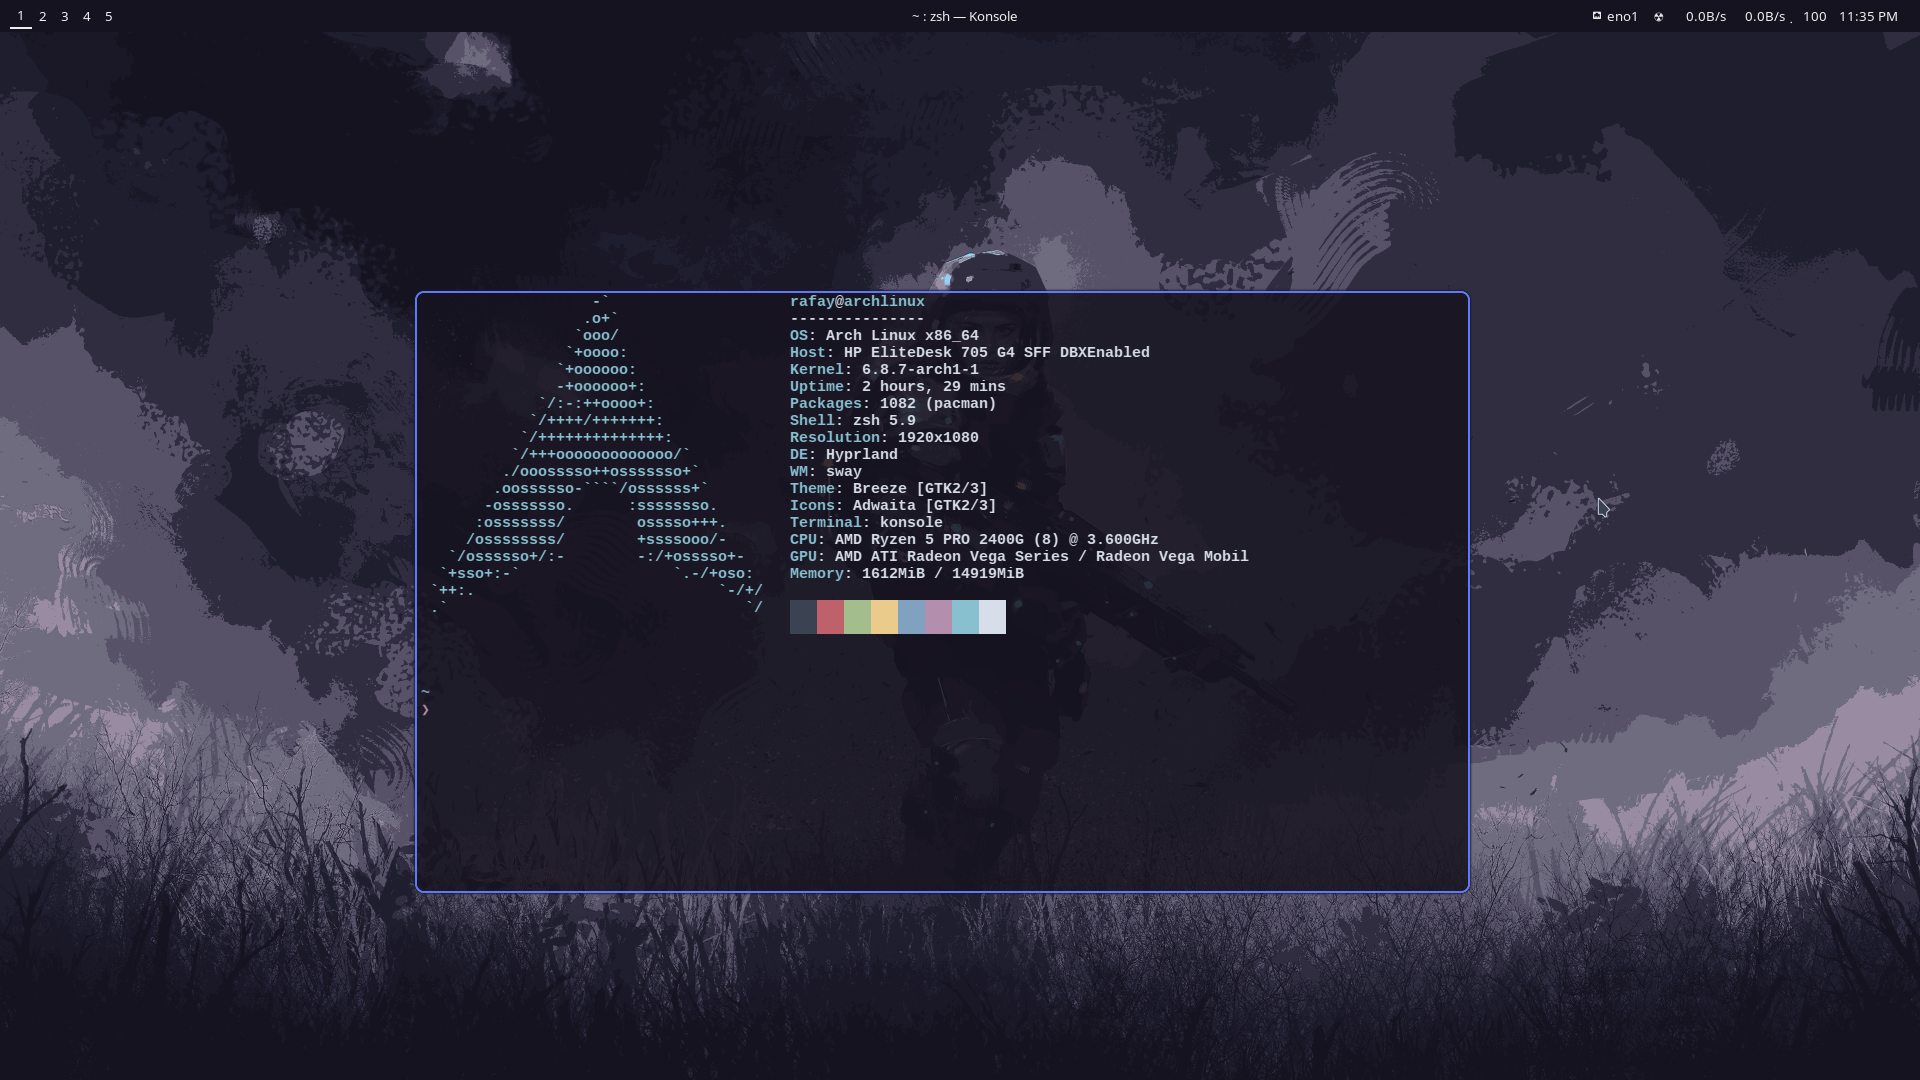 1 2 3 4 5
~ : zsh — Konsole
eno1 0.0B/s 0.0B/s 100 11:35 PM
-`
.o+`
`ooo/
`+oooo:
`+oooooo:
-+oooooo+:
`/:-:++oooo+:
`/++++/+++++++:
`/++++++++++++++:
`/+++ooooooooooooo/`
./ooosssso++osssssso+`
.oossssso-````/ossssss+`
-osssssso.      :ssssssso.
:osssssss/        osssso+++.
/ossssssss/        +ssssooo/-
`/ossssso+/:-        -:/+osssso+-
`+sso+:-`                 `.-/+oso:
`++:.                           `-/+/
.`                                 `/
rafay@archlinux
---------------
OS: Arch Linux x86_64
Host: HP EliteDesk 705 G4 SFF DBXEnabled
Kernel: 6.8.7-arch1-1
Uptime: 2 hours, 29 mins
Packages: 1082 (pacman)
Shell: zsh 5.9
Resolution: 1920x1080
DE: Hyprland
WM: sway
Theme: Breeze [GTK2/3]
Icons: Adwaita [GTK2/3]
Terminal: konsole
CPU: AMD Ryzen 5 PRO 2400G (8) @ 3.600GHz
GPU: AMD ATI Radeon Vega Series / Radeon Vega Mobil
Memory: 1612MiB / 14919MiB
~
❯